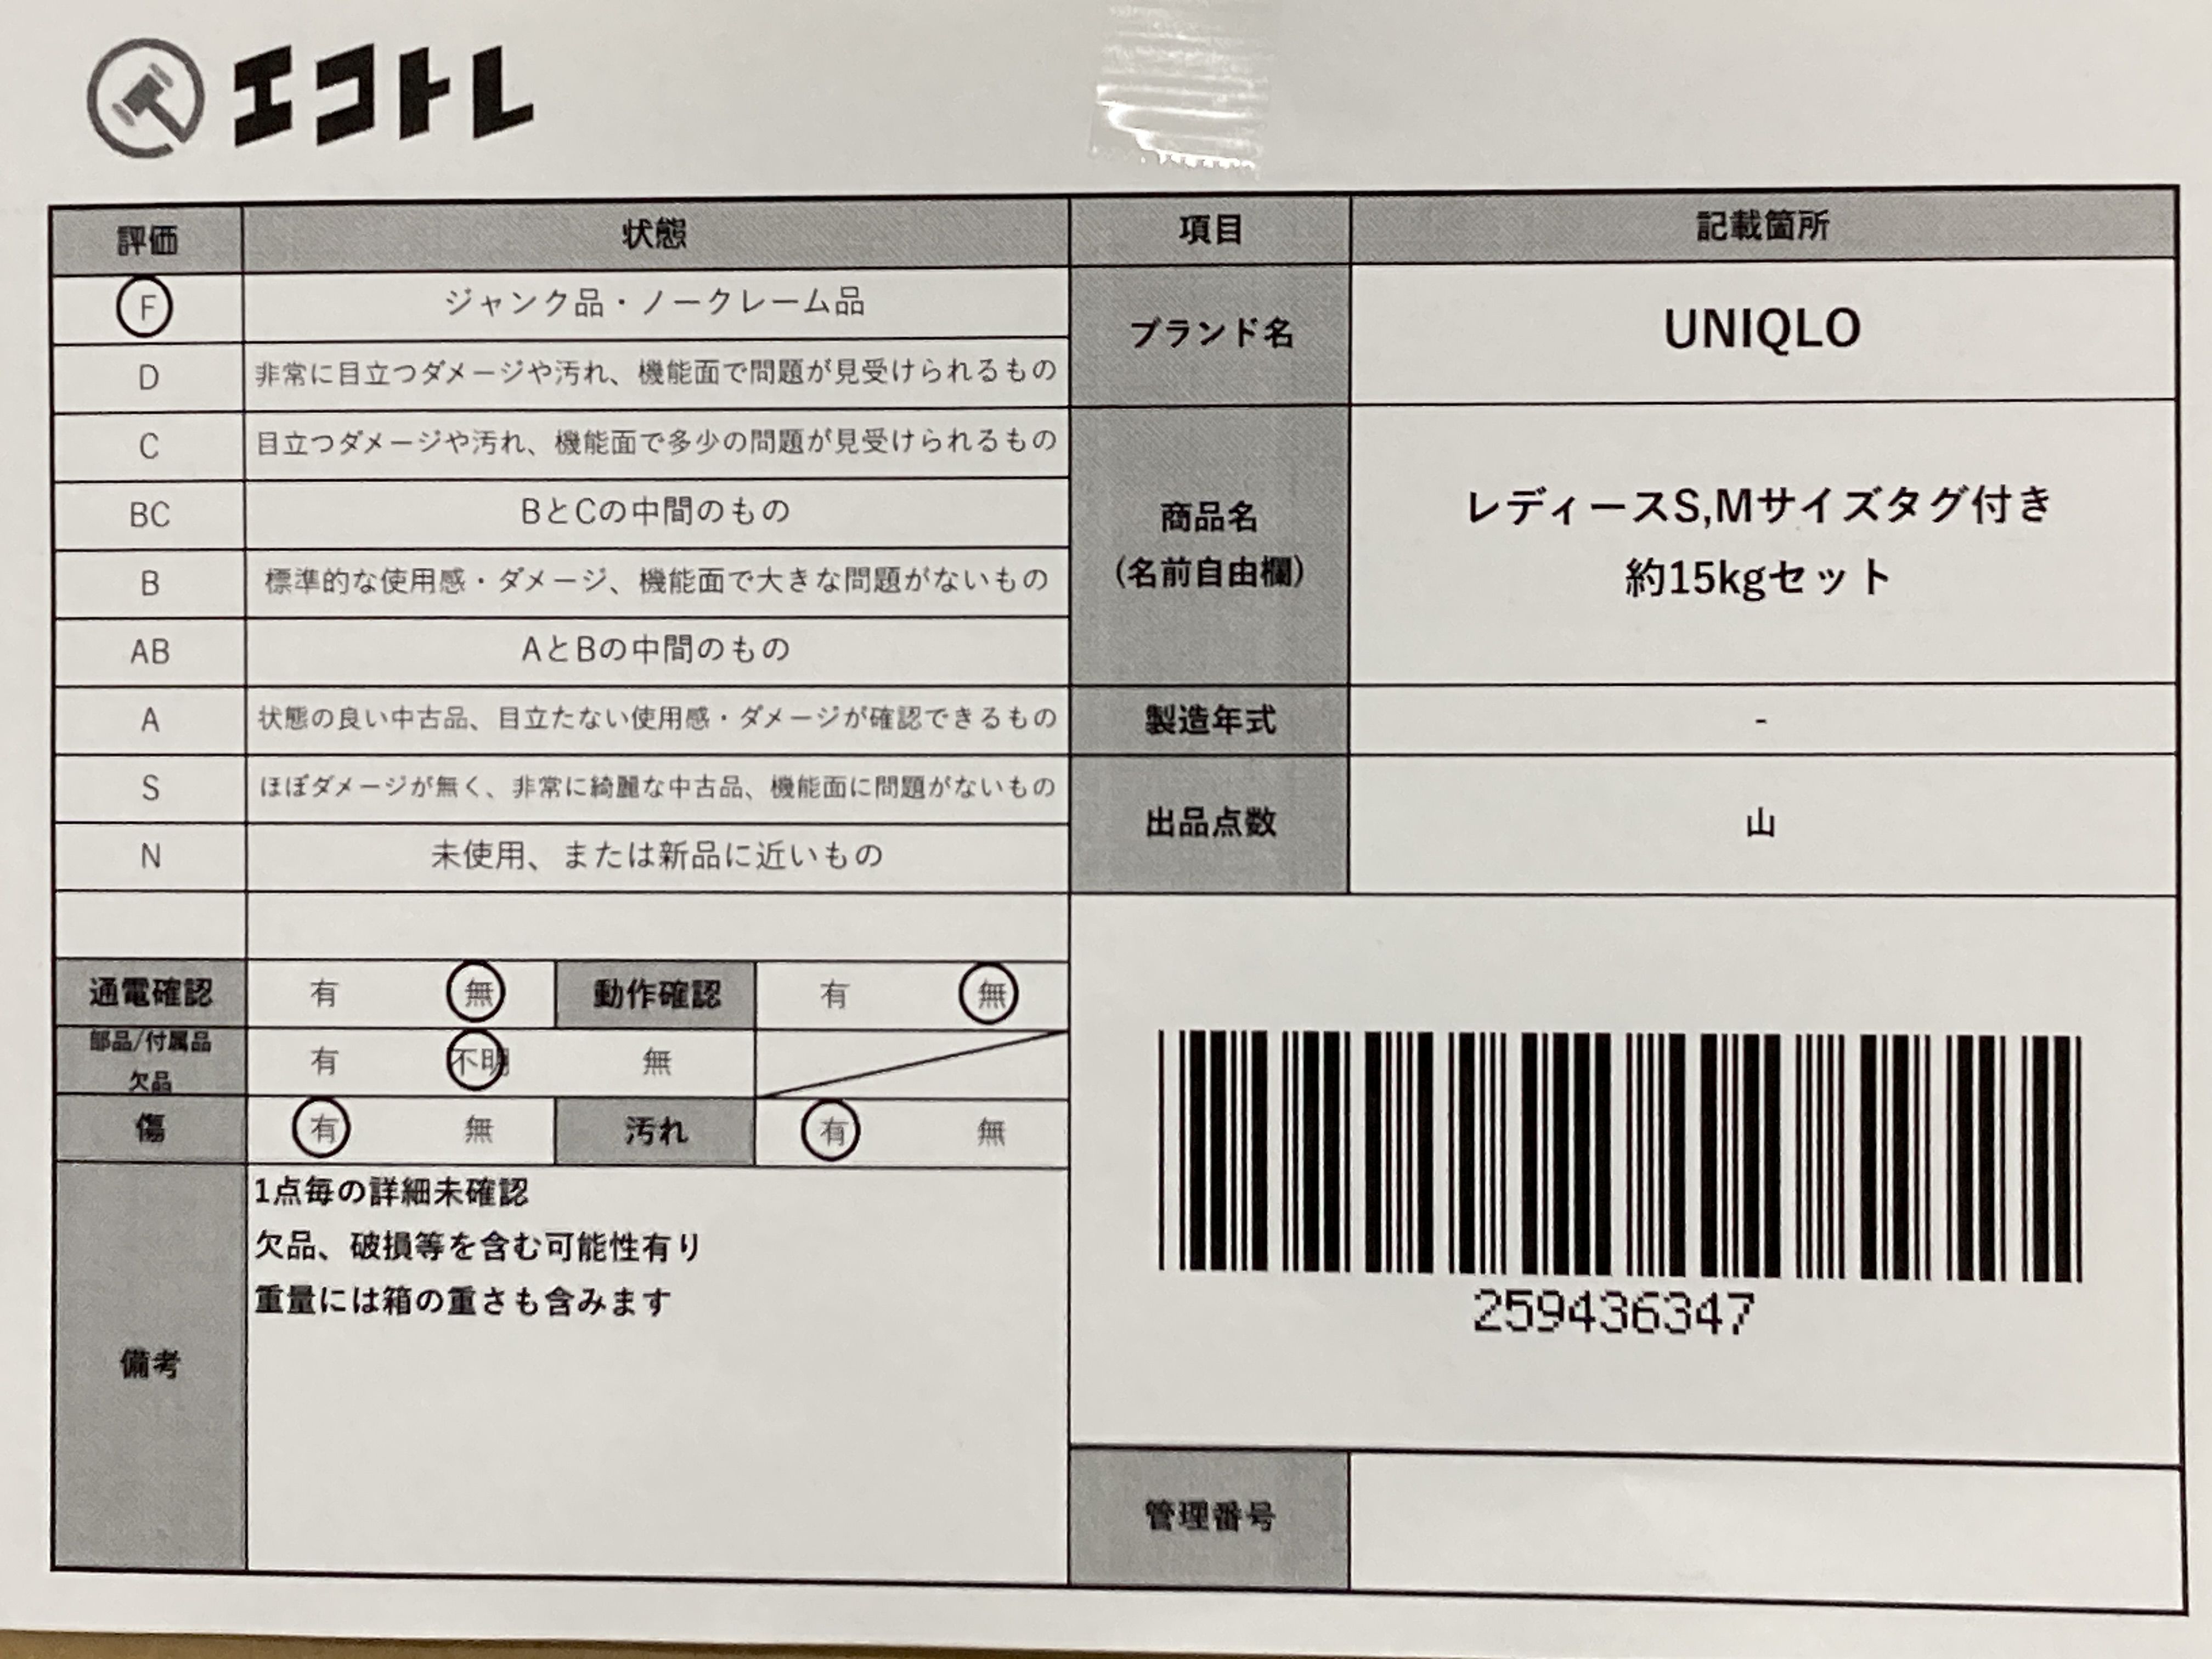 エコトレ
評価 状態 項目 記載箇所
F ジャンク品・ノークレーム品
D 非常に目立つダメージや汚れ、機能面で問題が見受けられるもの
C 目立つダメージや汚れ、機能面で多少の問題が見受けられるもの
BC BとCの中間のもの
B 標準的な使用感・ダメージ、機能面で大きな問題がないもの
AB AとBの中間のもの
A 状態の良い中古品、目立たない使用感・ダメージが確認できるもの
S ほぼダメージが無く、非常に綺麗な中古品、機能面に問題がないもの
N 未使用、または新品に近いもの
ブランド名 UNIQLO
商品名
(名前自由欄)
レディースS,Mサイズタグ付き
約15kgセット
製造年式 -
出品点数 山
通電確認 有 無 動作確認 有 無
部品/付属品
欠品
有 不明 無
傷 有 無 汚れ 有 無
備考
1点毎の詳細未確認
欠品、破損等を含む可能性有り
重量には箱の重さも含みます
259436347
管理番号